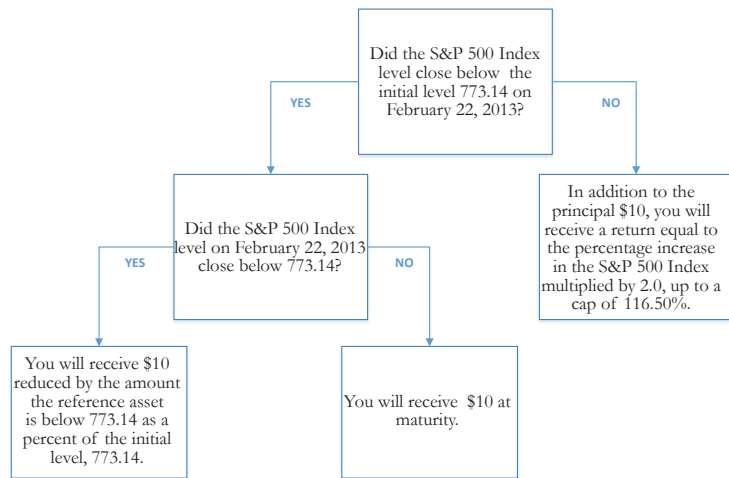 Did the S&P 500 Index
level close below the
initial level 773.14 on
February 22, 2013?
YES
NO
Did the S&P 500 Index
level on February 22, 2013
close below 773.14?
In addition to the
principal $10, you will
receive a return equal to
the percentage increase
in the S&P 500 Index
multiplied by 2.0, up to a
cap of 116.50%.
YES
NO
You will receive $10
reduced by the amount
the reference asset
is below 773.14 as a
percent of the initial
level, 773.14.
You will receive $10 at
maturity.